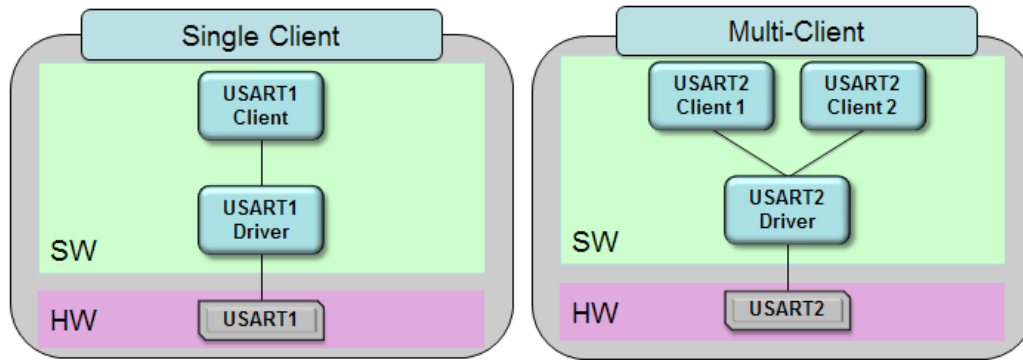 Single Client
USART1
Client
USART1
Driver
SW
HW
USART1
Multi-Client
USART2
Client 1
USART2
Client 2
USART2
Driver
SW
HW
USART2